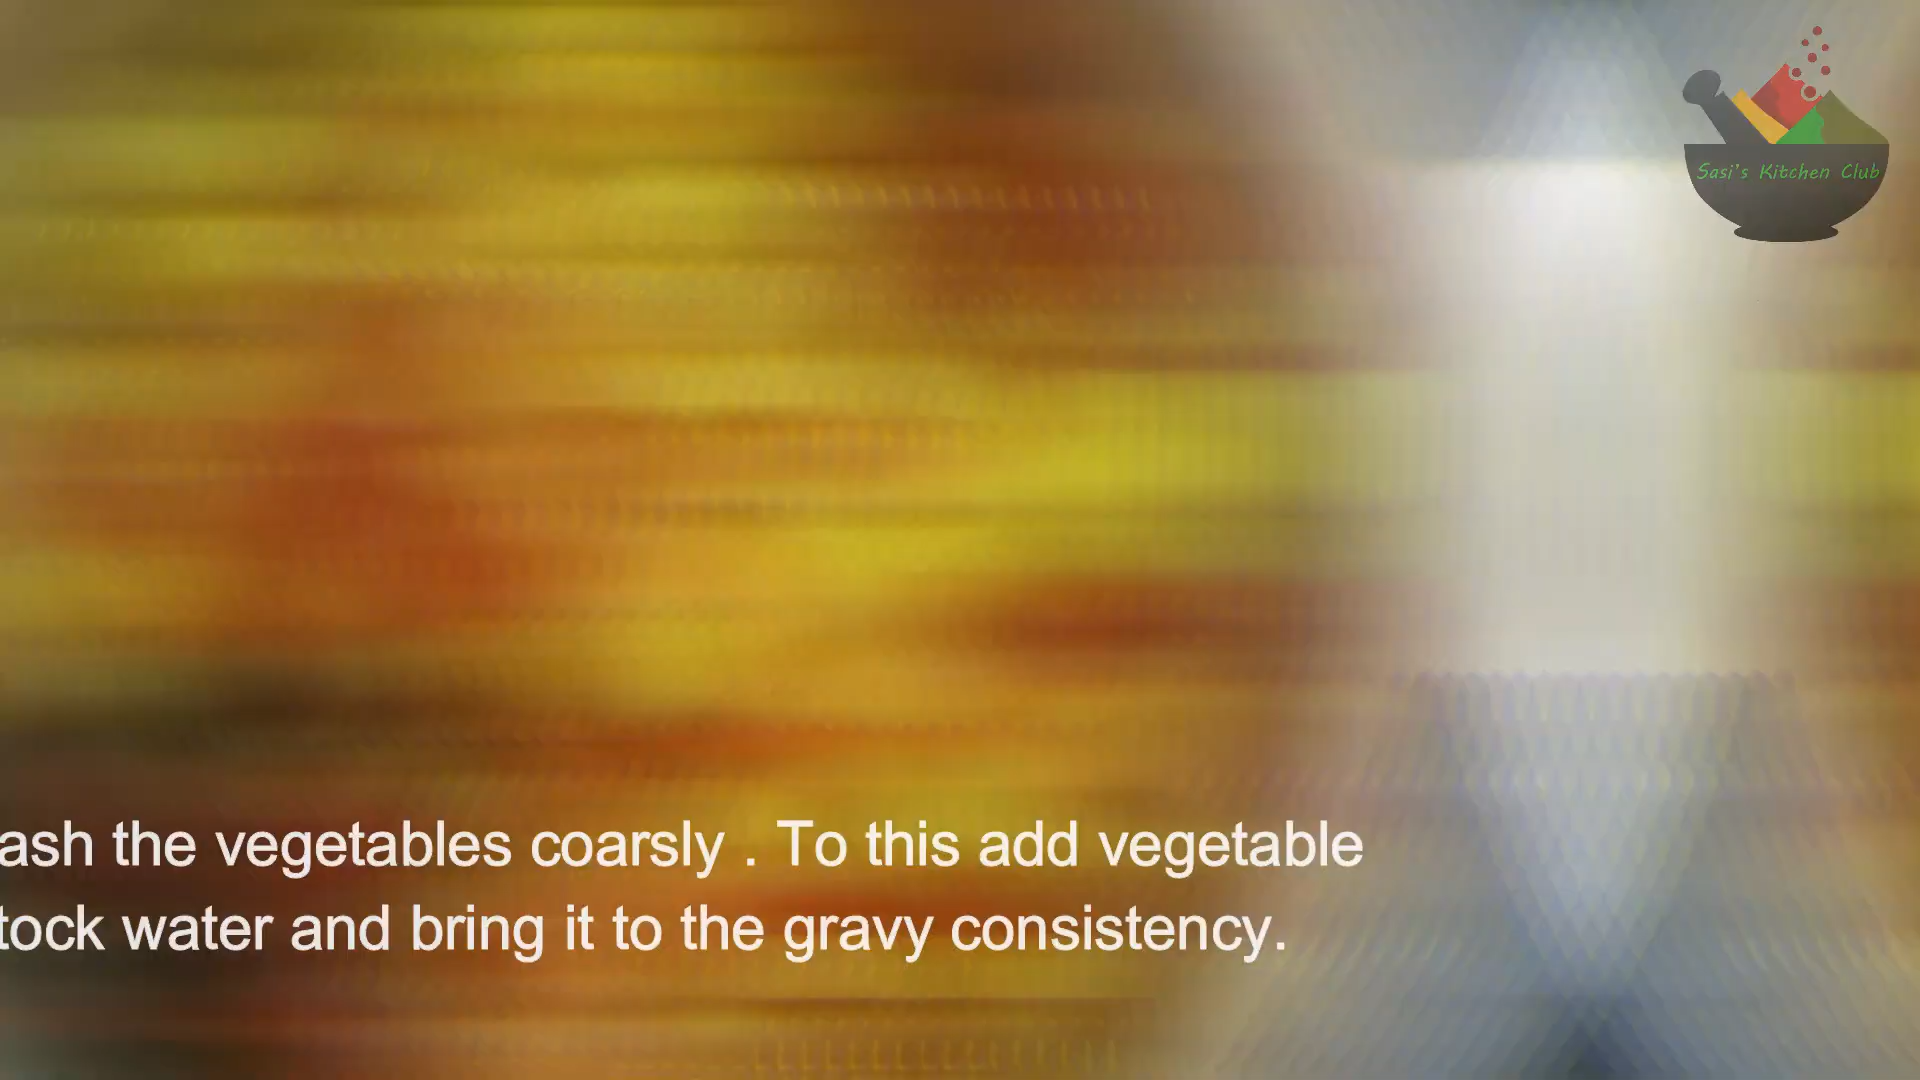 Sasi's Kitchen Club
ash the vegetables coarsly . To this add vegetable
tock water and bring it to the gravy consistency.